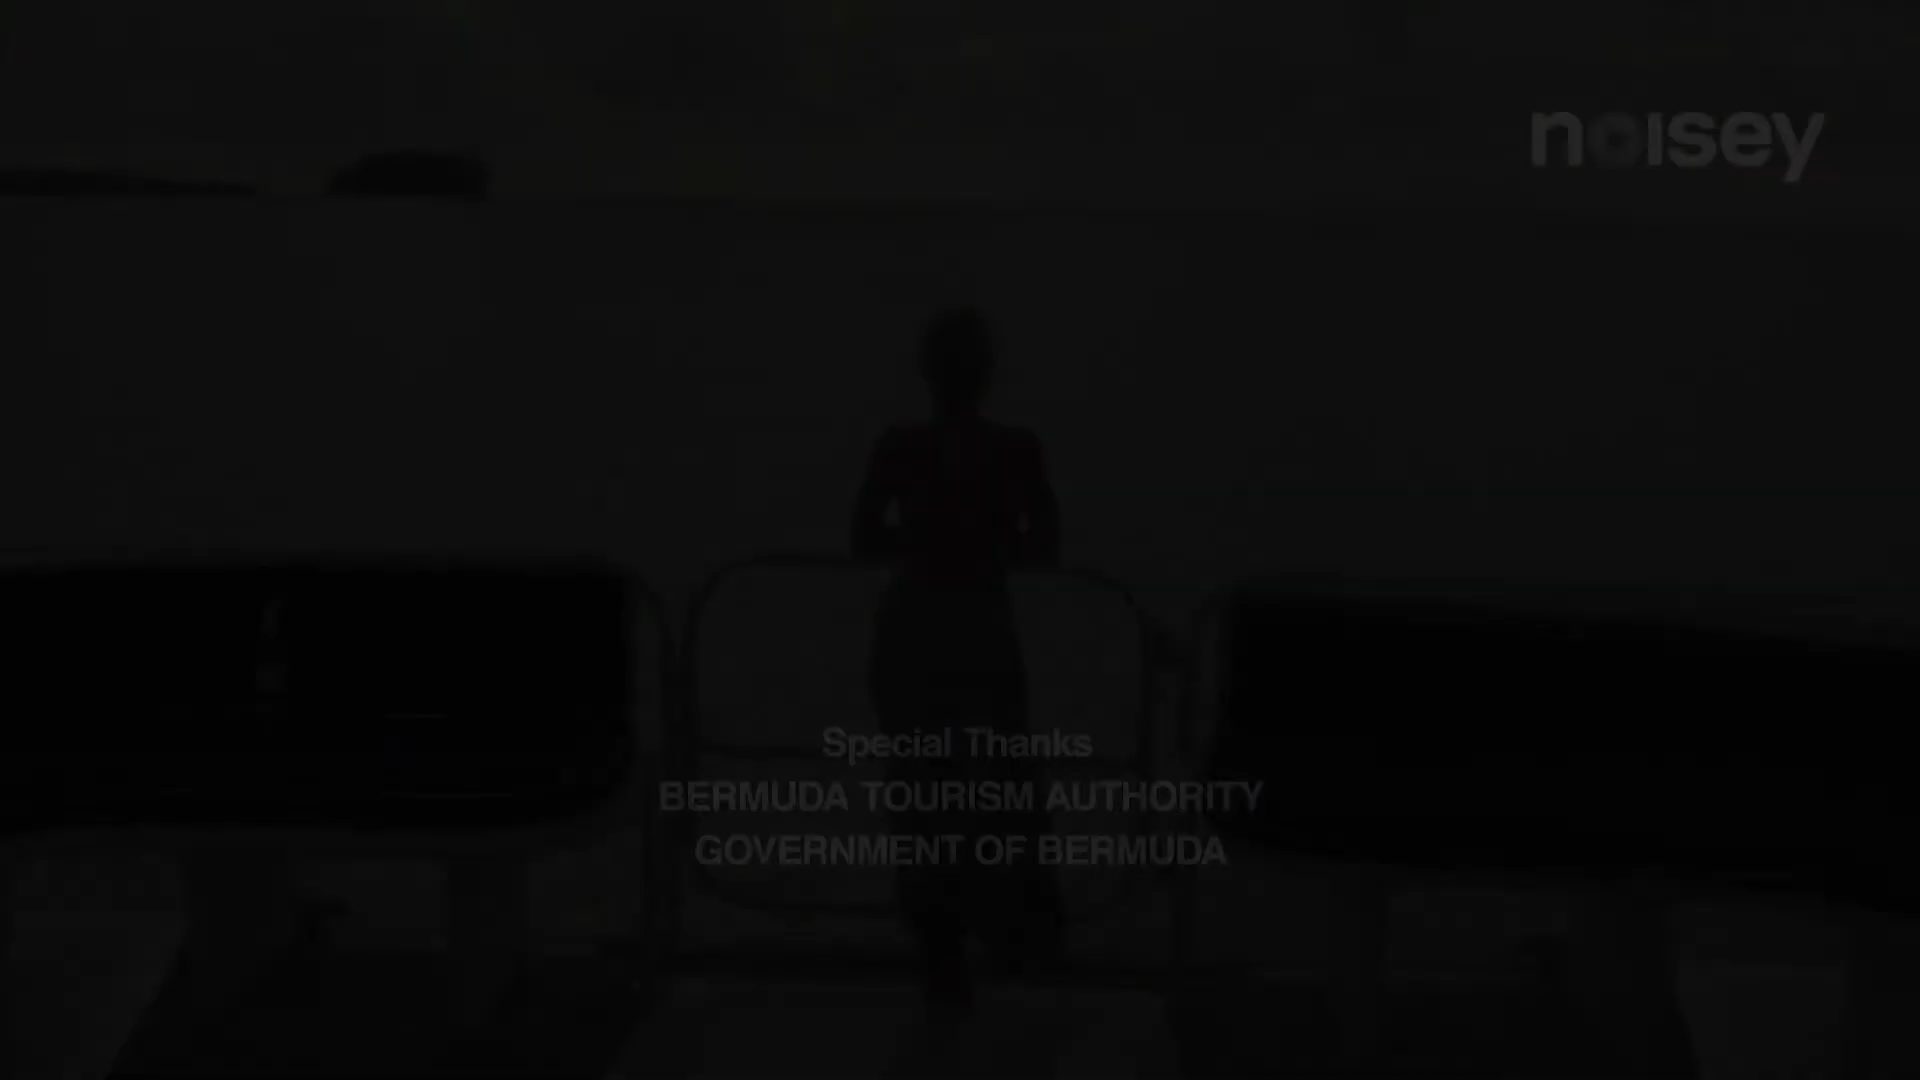 noisey
Special Thanks
BERMUDA TOURISM AUTHORITY
GOVERNMENT OF BERMUDA